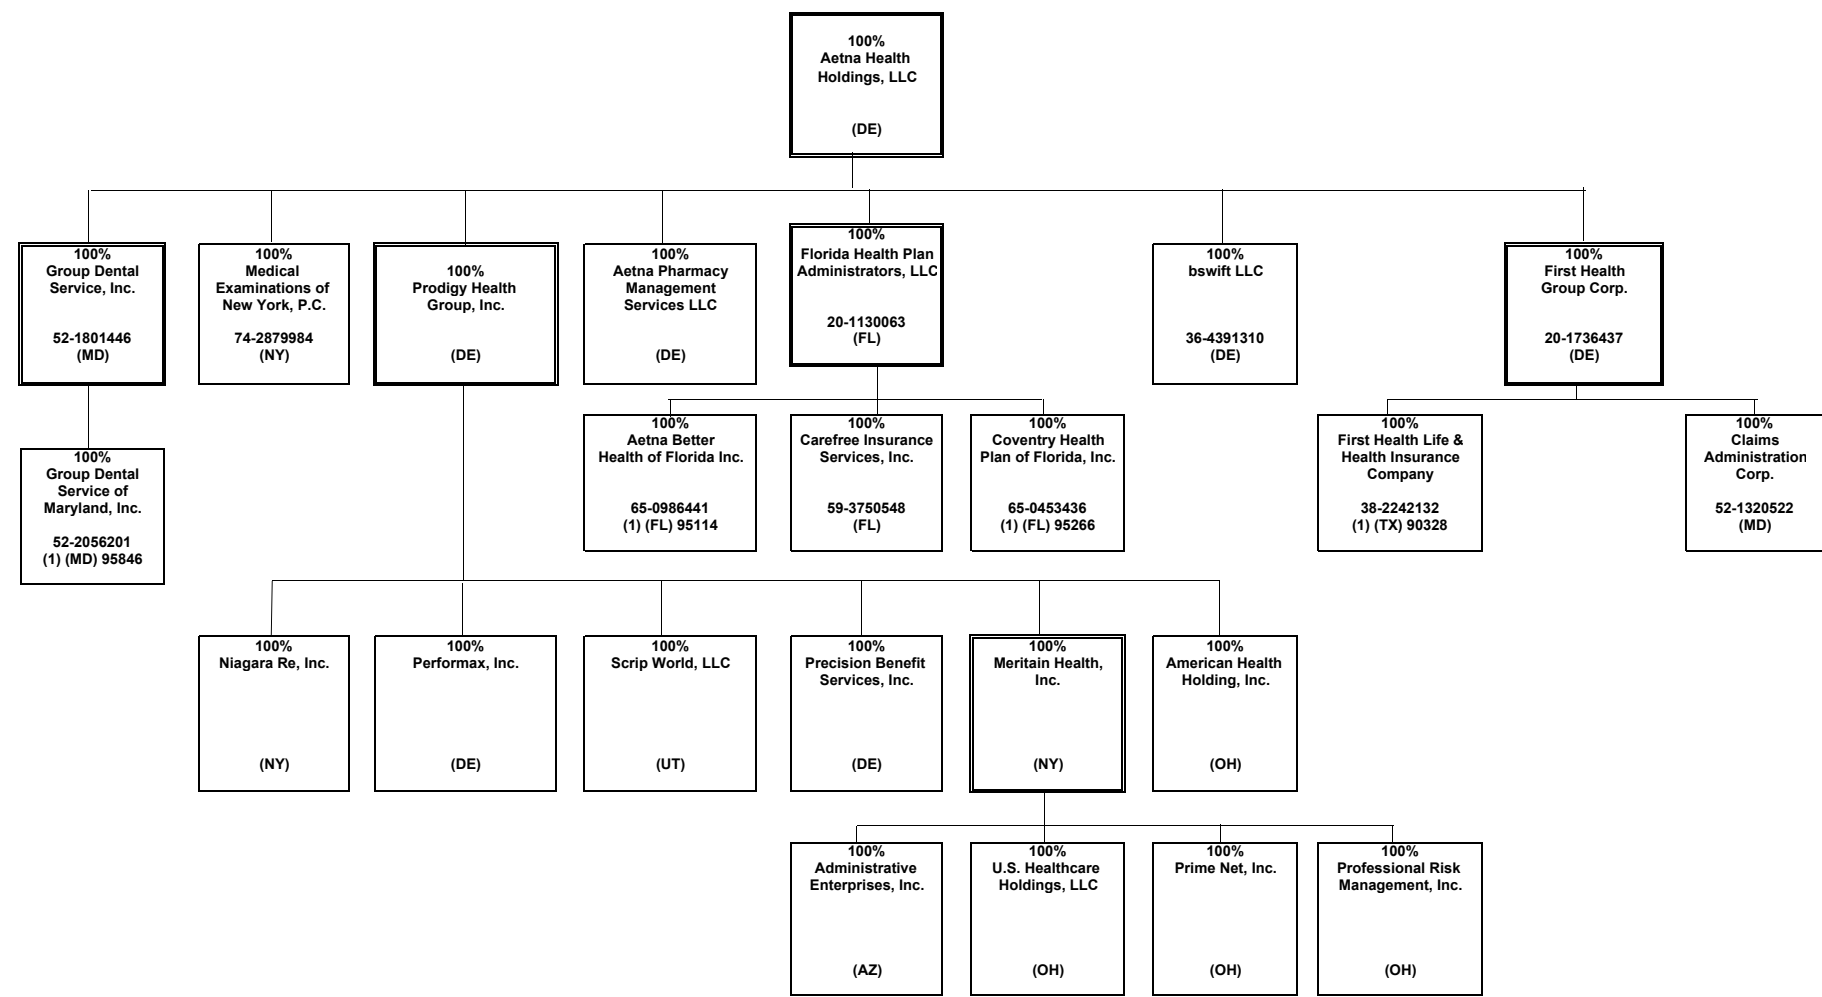 100%
Aetna Health
Holdings, LLC
(DE)
100%
Group Dental
Service, Inc.
52-1801446
(MD)
100%
Medical
Examinations of
New York, P.C.
74-2879984
(NY)
100%
Prodigy Health
Group, Inc.
(DE)
100%
Aetna Pharmacy
Management
Services LLC
(DE)
100%
Florida Health Plan
Administrators, LLC
20-1130063
(FL)
100%
bswift LLC
36-4391310
(DE)
100%
First Health
Group Corp.
20-1736437
(DE)
100%
Group Dental
Service of
Maryland, Inc.
52-2056201
(1) (MD) 95846
100%
Aetna Better
Health of Florida Inc.
65-0986441
(1) (FL) 95114
100%
Carefree Insurance
Services, Inc.
59-3750548
(FL)
100%
Coventry Health
Plan of Florida, Inc.
65-0453436
(1) (FL) 95266
100%
First Health Life &
Health Insurance
Company
38-2242132
(1) (TX) 90328
100%
Claims
Administration
Corp.
52-1320522
(MD)
100%
Niagara Re, Inc.
(NY)
100%
Performax, Inc.
(DE)
100%
Scrip World, LLC
(UT)
100%
Precision Benefit
Services, Inc.
(DE)
100%
Meritain Health,
Inc.
(NY)
100%
American Health
Holding, Inc.
(OH)
100%
Administrative
Enterprises, Inc.
(AZ)
100%
U.S. Healthcare
Holdings, LLC
(OH)
100%
Prime Net, Inc.
(OH)
100%
Professional Risk
Management, Inc.
(OH)